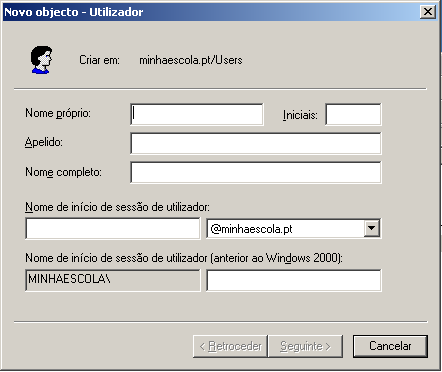 Novo objecto - Utilizador
Criar em: minhaescola.pt/Users
Nome próprio: Iniciais:
Apelido:
Nome completo:
Nome de início de sessão de utilizador:
@minhaescola.pt
Nome de início de sessão de utilizador (anterior ao Windows 2000):
MINHAESCOLA\
< Retroceder Seguinte > Cancelar